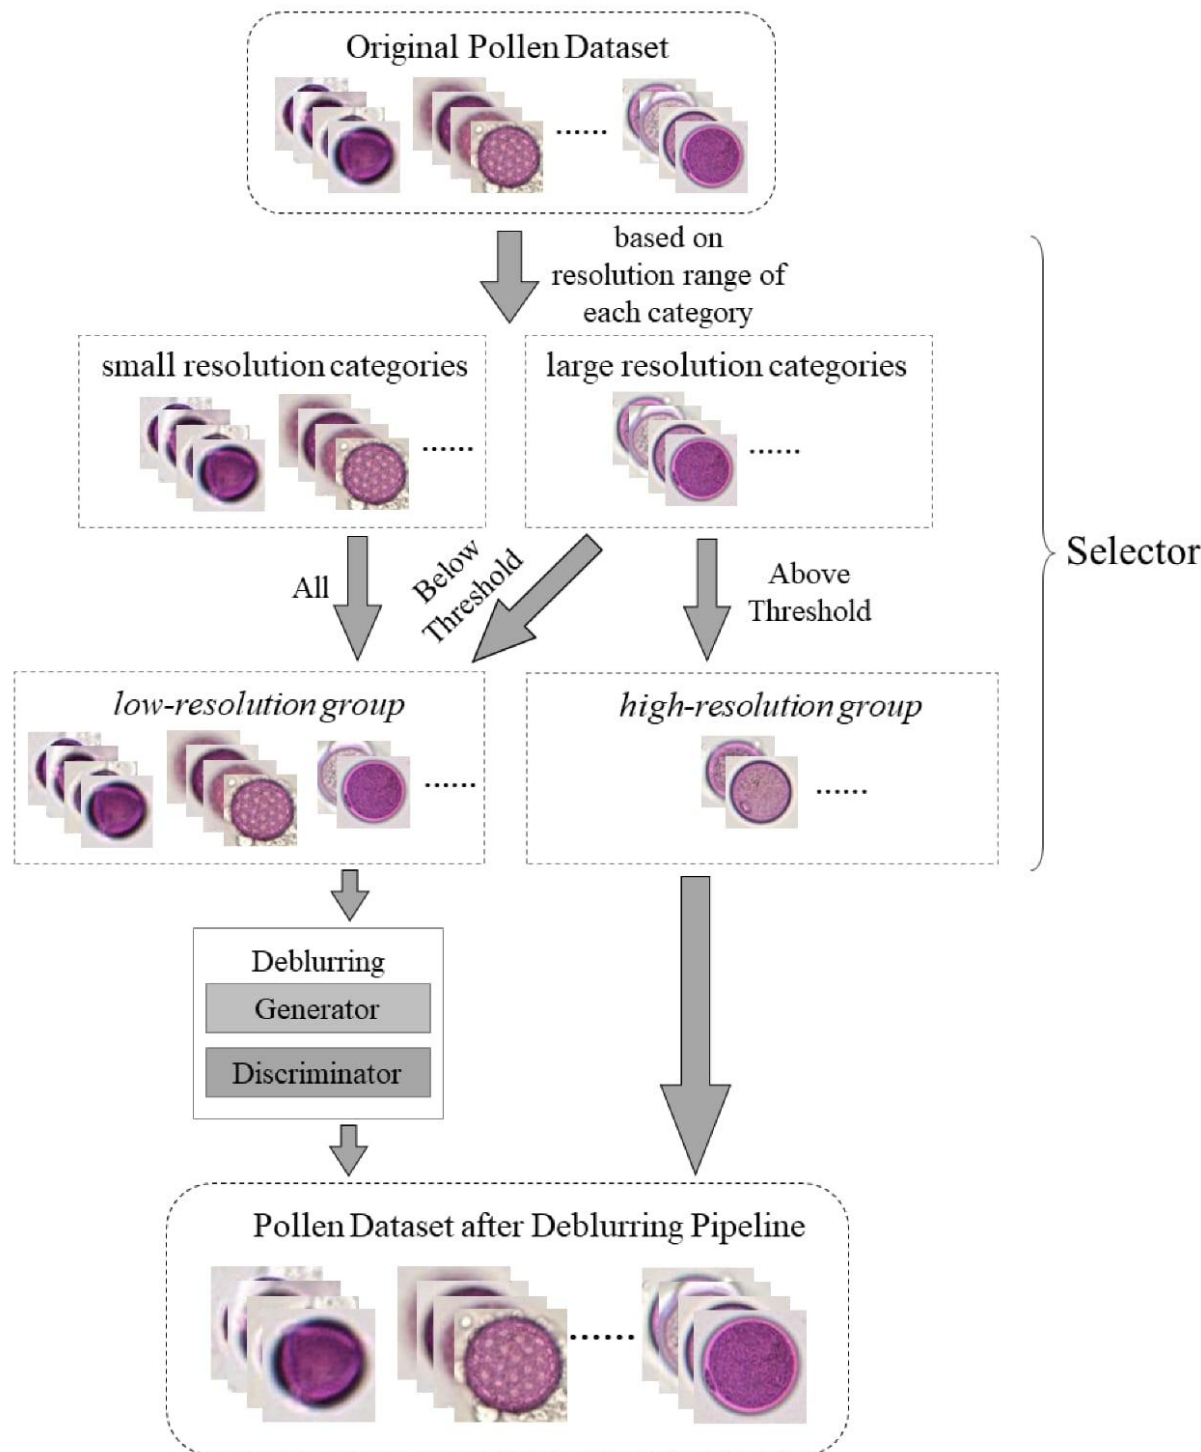 Original Pollen Dataset
......
based on
resolution range of
each category
small resolution categories
......
large resolution categories
......
Selector
All
Below
Threshold
Above
Threshold
low-resolution group
......
high-resolution group
......
Deblurring
Generator
Discriminator
Pollen Dataset after Deblurring Pipeline
......